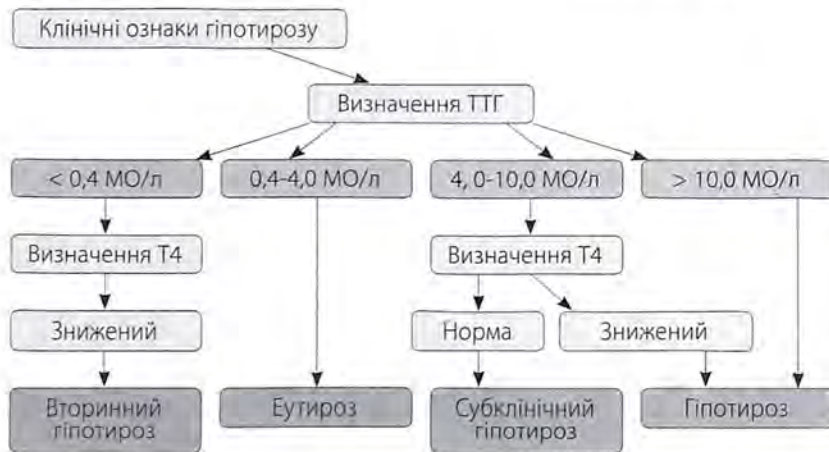 Клінічні ознаки гіпотирозу
Визначення ТТГ
< 0,4 МО/л
0,4-4,0 МО/л
4, 0-10,0 МО/л
> 10,0 МО/л
Визначення Т4
Визначення Т4
Знижений
Норма
Знижений
Вторинний
гіпотироз
Еутироз
Субклінічний
гіпотироз
Гіпотироз